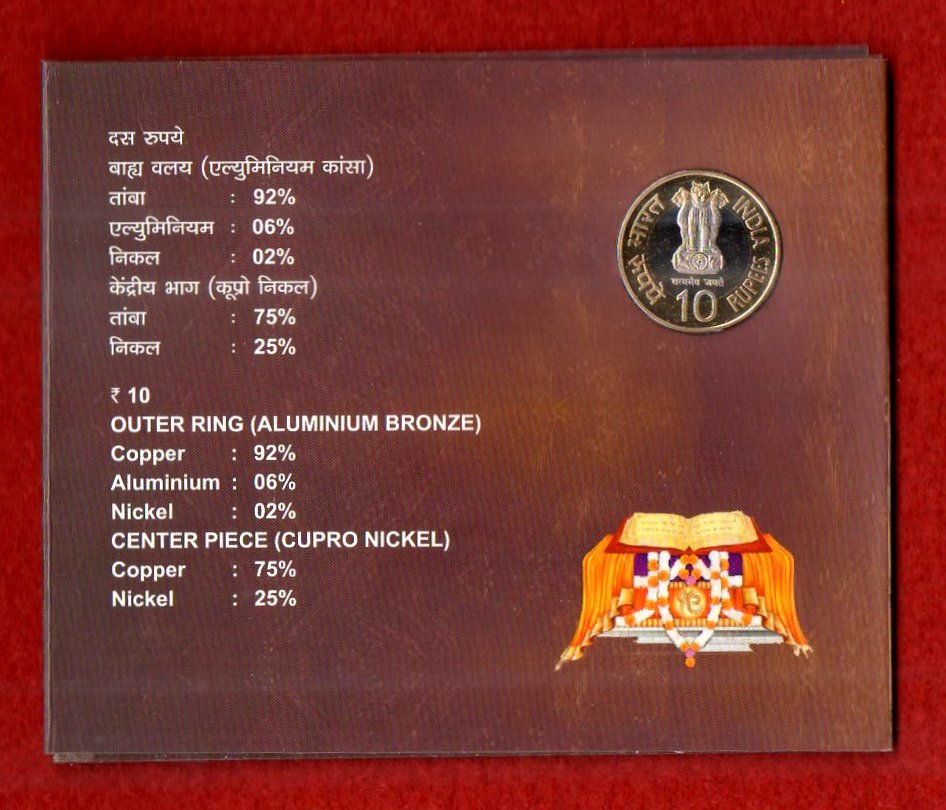 दस रुपये
बाह्य वलय (एल्युमिनियम कांसा)
तांबा : 92%
एल्युमिनियम : 06%
निकल : 02%
केंद्रीय भाग (कूप्रो निकल)
तांबा : 75%
निकल : 25%
₹ 10
OUTER RING (ALUMINIUM BRONZE)
Copper : 92%
Aluminium : 06%
Nickel : 02%
CENTER PIECE (CUPRO NICKEL)
Copper : 75%
Nickel : 25%
भारत INDIA
सत्यमेव जयते
रुपये 10 RUPEES
ੴ